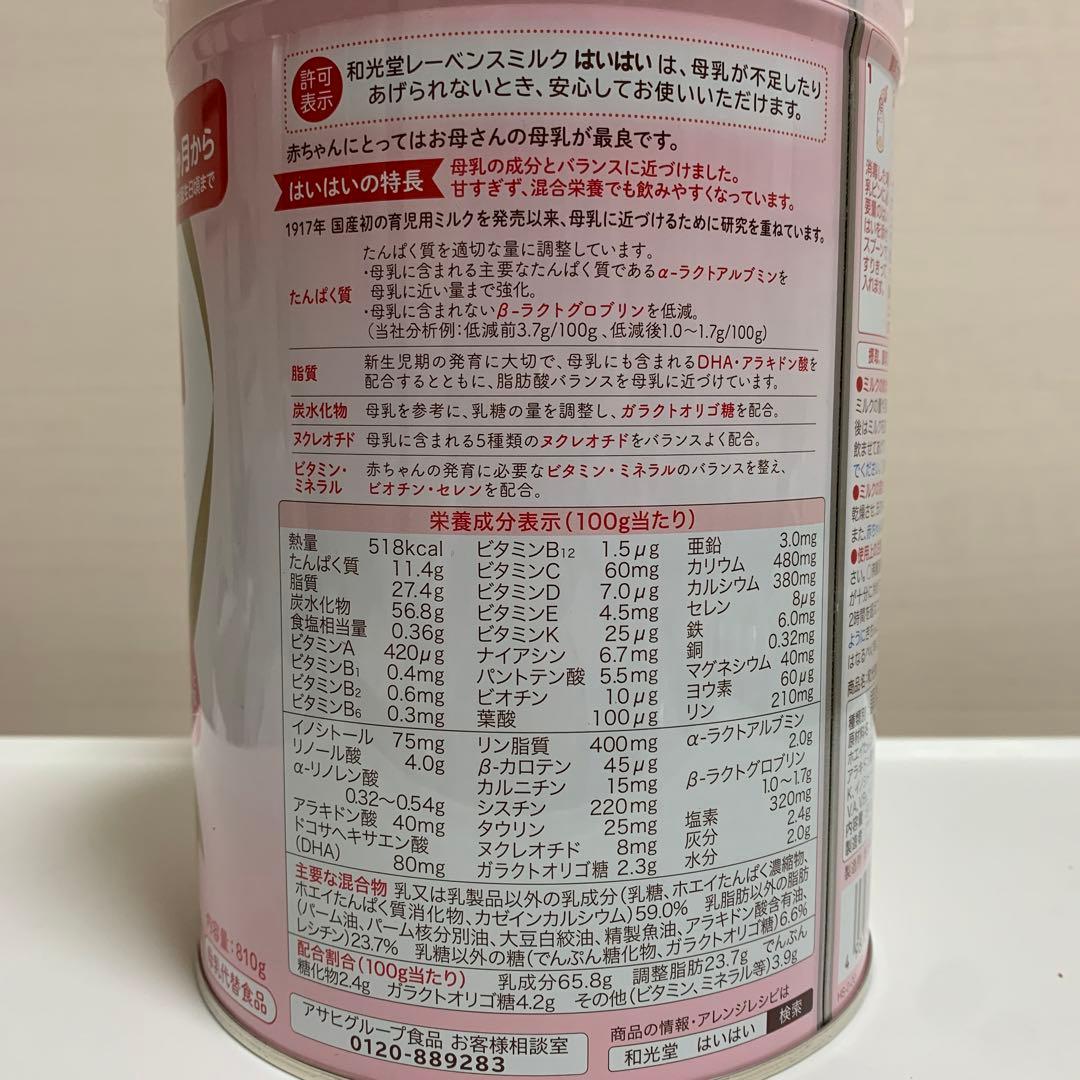 許可
表示
和光堂レーベンスミルク はいはい は、母乳が不足したり
あげられないとき、安心してお使いいただけます。
赤ちゃんにとってはお母さんの母乳が最良です。
はいはいの特長
母乳の成分とバランスに近づけました。
甘すぎず、混合栄養でも飲みやすくなっています。
1917年 国産初の育児用ミルクを発売以来、母乳に近づけるために研究を重ねています。
たんぱく質
たんぱく質を適切な量に調整しています。
・母乳に含まれる主要なたんぱく質であるα-ラクトアルブミンを
母乳に近い量まで強化。
・母乳に含まれないβ-ラクトグロブリンを低減。
(当社分析例:低減前3.7g/100g、低減後1.0~1.7g/100g)
脂質
新生児期の発育に大切で、母乳にも含まれるDHA・アラキドン酸を
配合するとともに、脂肪酸バランスを母乳に近づけています。
炭水化物 母乳を参考に、乳糖の量を調整し、ガラクトオリゴ糖を配合。
ヌクレオチド 母乳に含まれる5種類のヌクレオチドをバランスよく配合。
ビタミン・
ミネラル
赤ちゃんの発育に必要なビタミン・ミネラルのバランスを整え、
ビオチン・セレンを配合。
栄養成分表示(100g当たり)
熱量 518kcal
たんぱく質 11.4g
脂質 27.4g
炭水化物 56.8g
食塩相当量 0.36g
ビタミンA 420μg
ビタミンB1 0.4mg
ビタミンB2 0.6mg
ビタミンB6 0.3mg
ビタミンB12 1.5μg
ビタミンC 60mg
ビタミンD 7.0μg
ビタミンE 4.5mg
ビタミンK 25μg
ナイアシン 6.7mg
パントテン酸 5.5mg
ビオチン 10μg
葉酸 100μg
亜鉛 3.0mg
カリウム 480mg
カルシウム 380mg
セレン 8μg
鉄 6.0mg
銅 0.32mg
マグネシウム 40mg
ヨウ素 60μg
リン 210mg
イノシトール 75mg
リノール酸 4.0g
α-リノレン酸
0.32~0.54g
アラキドン酸 40mg
ドコサヘキサエン酸
(DHA) 80mg
リン脂質 400mg
β-カロテン 45μg
カルニチン 15mg
シスチン 220mg
タウリン 25mg
ヌクレオチド 8mg
ガラクトオリゴ糖 2.3g
α-ラクトアルブミン
2.0g
β-ラクトグロブリン
1.0~1.7g
塩素 320mg
灰分 2.4g
水分 2.0g
主要な混合物 乳又は乳製品以外の乳成分(乳糖、ホエイたんぱく濃縮物、
ホエイたんぱく質消化物、カゼインカルシウム)59.0% 乳脂肪以外の脂肪
(パーム油、パーム核分別油、大豆白絞油、精製魚油、アラキドン酸含有油、
レシチン)23.7% 乳糖以外の糖(でんぷん糖化物、ガラクトオリゴ糖)6.6%
配合割合(100g当たり) 乳成分65.8g 調整脂肪23.7g でんぷん
糖化物2.4g ガラクトオリゴ糖4.2g その他(ビタミン、ミネラル等)3.9g
アサヒグループ食品 お客様相談室
0120-889283
商品の情報・アレンジレシピは
和光堂 はいはい 検索
月から
内容量:810g
母乳代替食品